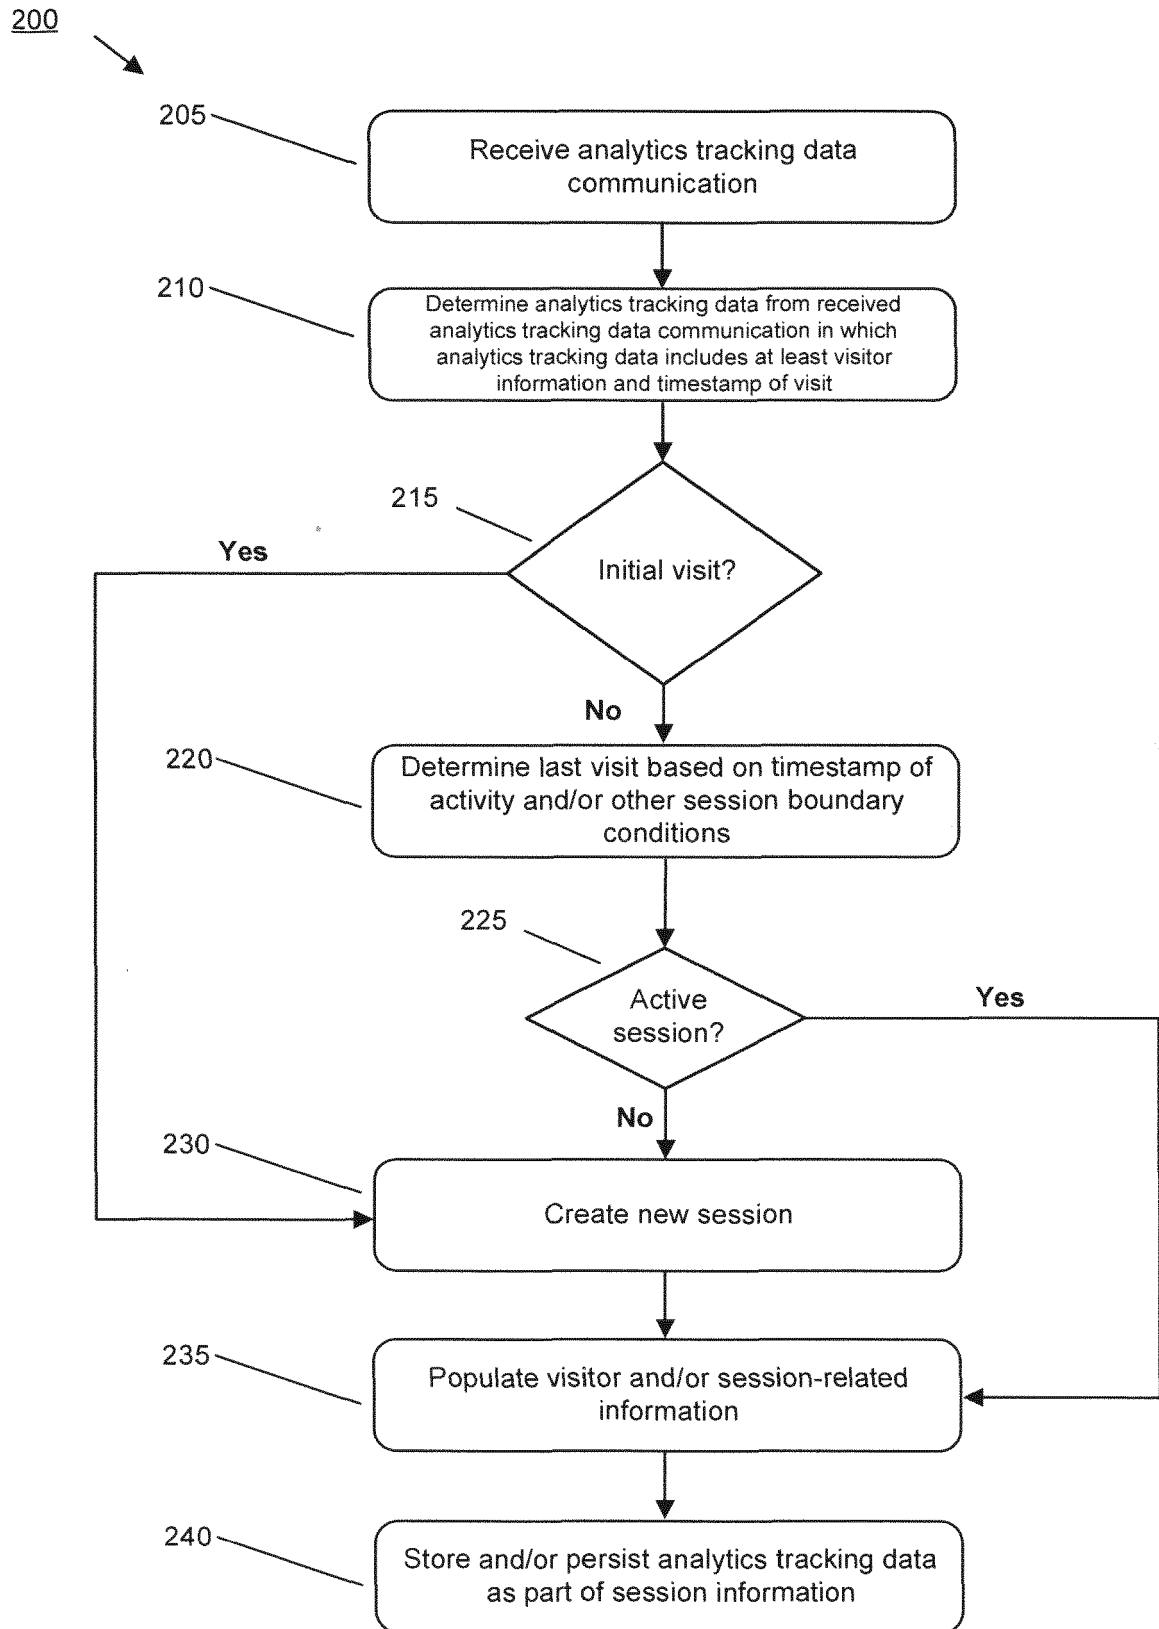 200
205
Receive analytics tracking data
communication
210
Determine analytics tracking data from received
analytics tracking data communication in which
analytics tracking data includes at least visitor
information and timestamp of visit
215
Yes
Initial visit?
No
220
Determine last visit based on timestamp of
activity and/or other session boundary
conditions
225
Active
session?
Yes
No
230
Create new session
235
Populate visitor and/or session-related
information
240
Store and/or persist analytics tracking data
as part of session information